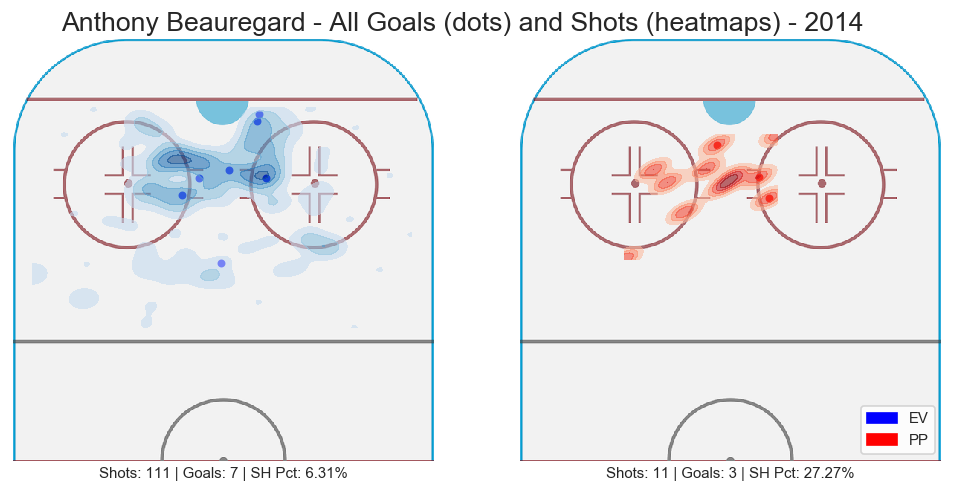 Anthony Beauregard - All Goals (dots) and Shots (heatmaps) - 2014
EV
PP
Shots: 111 | Goals: 7 | SH Pct: 6.31%
Shots: 11 | Goals: 3 | SH Pct: 27.27%